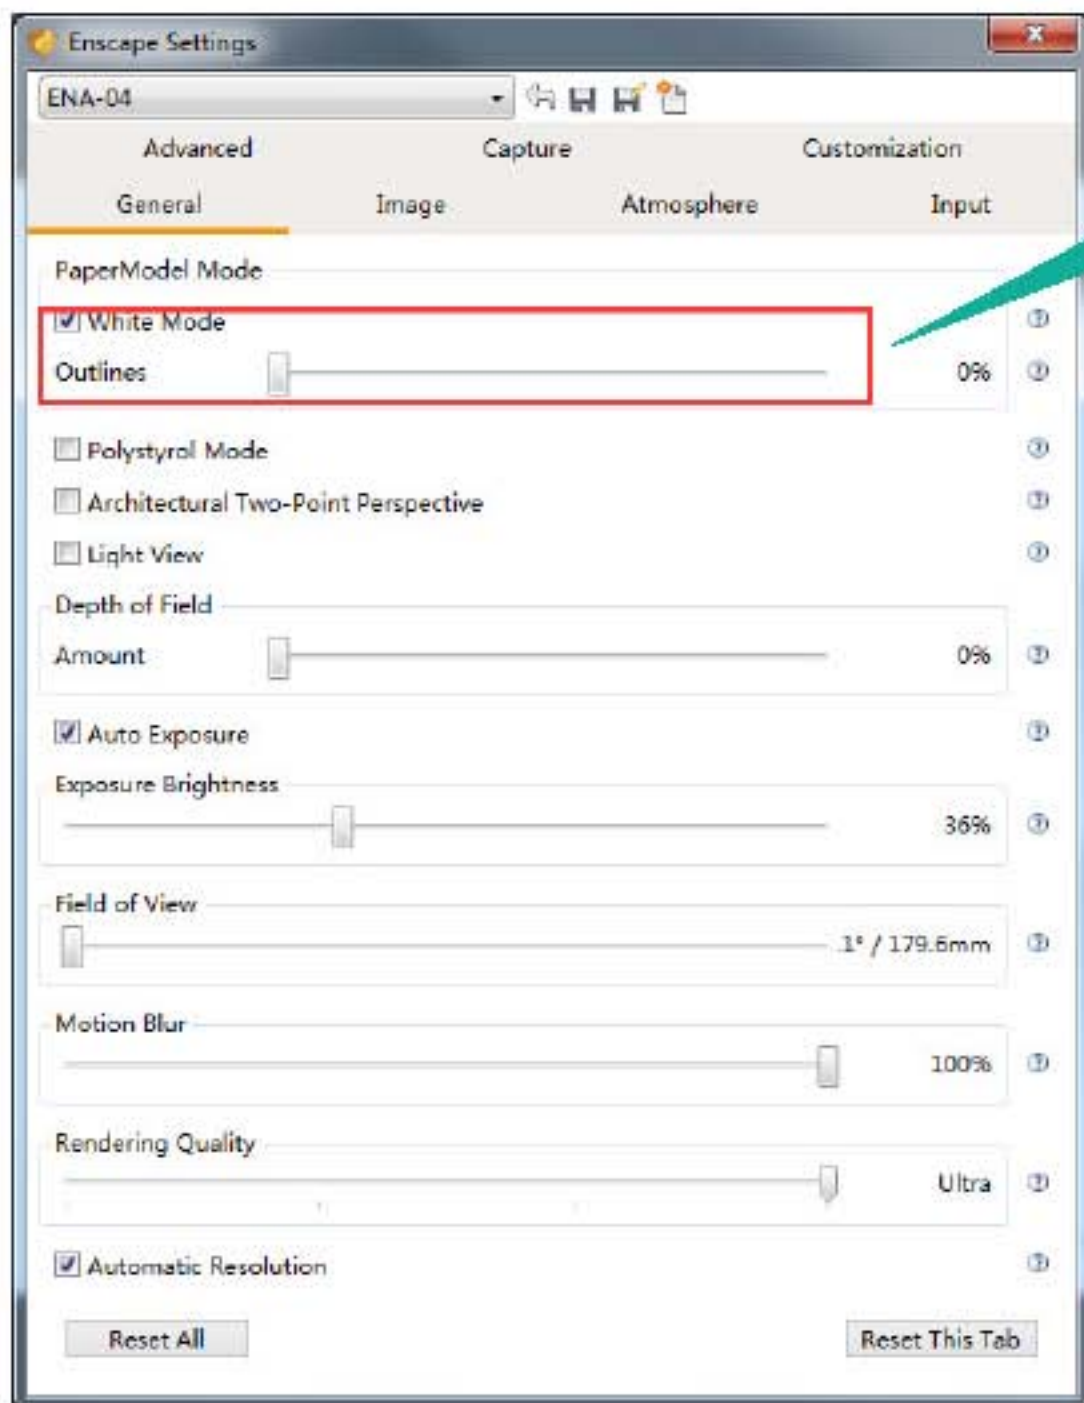 Enscape Settings
ENA-04
Advanced Capture Customization
General Image Atmosphere Input
PaperModel Mode
White Mode
Outlines 0%
Polystyrol Mode
Architectural Two-Point Perspective
Light View
Depth of Field
Amount 0%
Auto Exposure
Exposure Brightness
36%
Field of View
.1° / 179.6mm
Motion Blur
100%
Rendering Quality
Ultra
Automatic Resolution
Reset All Reset This Tab